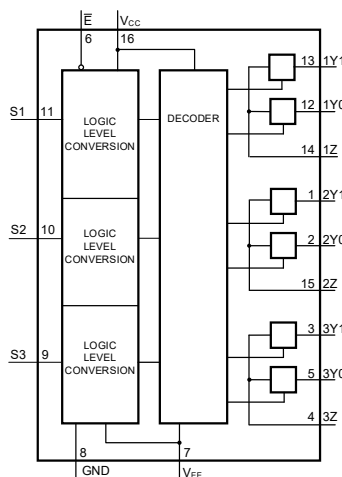 E V_CC
6 16
13 1Y1
S1 11
LOGIC
LEVEL
CONVERSION
DECODER
12 1Y0
14 1Z
1 2Y1
S2 10
LOGIC
LEVEL
CONVERSION
2 2Y0
15 2Z
3 3Y1
S3 9
LOGIC
LEVEL
CONVERSION
5 3Y0
4 3Z
8 7
GND V_EE